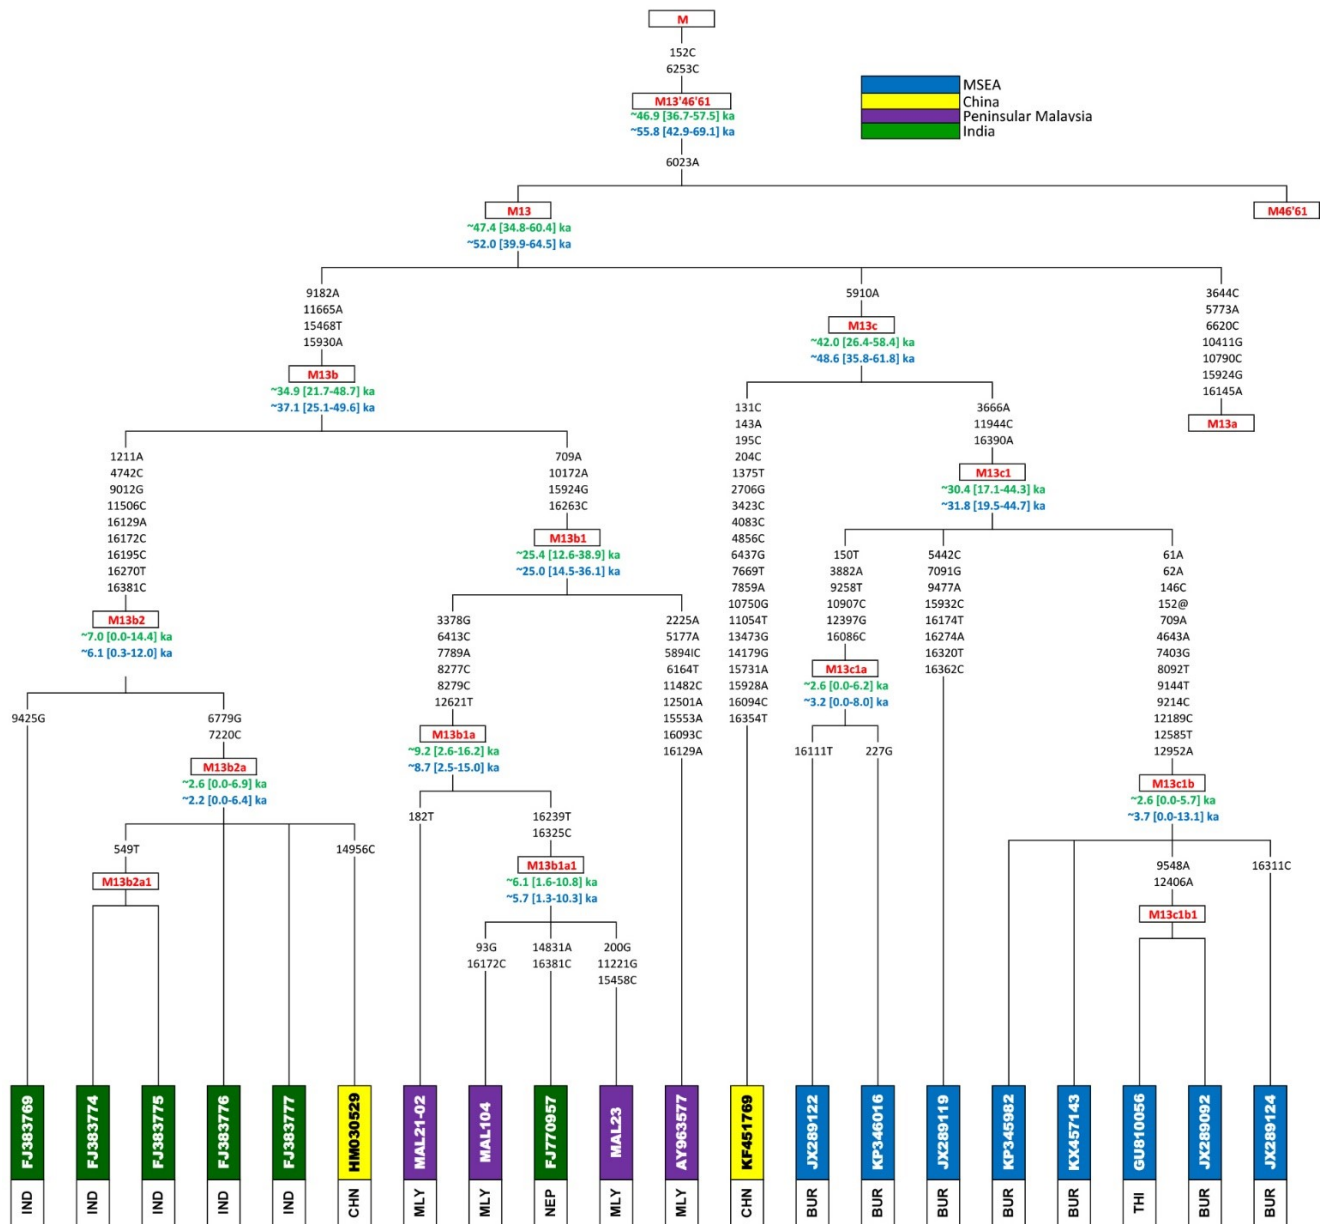 M
152C
6253C
M13'46'61
~46.9 [36.7-57.5] ka
~55.8 [42.9-69.1] ka
6023A
MSEA
China
Peninsular Malaysia
India
M13
~47.4 [34.8-60.4] ka
~52.0 [39.9-64.5] ka
M46'61
9182A
11665A
15468T
15930A
M13b
~34.9 [21.7-48.7] ka
~37.1 [25.1-49.6] ka
5910A
M13c
~42.0 [26.4-58.4] ka
~48.6 [35.8-61.8] ka
3644C
5773A
6620C
10411G
10790C
15924G
16145A
M13a
1211A
4742C
9012G
11506C
16129A
16172C
16195C
16270T
16381C
M13b2
~7.0 [0.0-14.4] ka
~6.1 [0.3-12.0] ka
709A
10172A
15924G
16263C
M13b1
~25.4 [12.6-38.9] ka
~25.0 [14.5-36.1] ka
131C
143A
195C
204C
1375T
2706G
3423C
4083C
4856C
6437G
7669T
7859A
10750G
11054T
13473G
14179G
15731A
15928A
16094C
16354T
3666A
11944C
16390A
M13c1
~30.4 [17.1-44.3] ka
~31.8 [19.5-44.7] ka
9425G
6779G
7220C
M13b2a
~2.6 [0.0-6.9] ka
~2.2 [0.0-6.4] ka
549T
M13b2a1
14956C
3378G
6413C
7789A
8277C
8279C
12621T
M13b1a
~9.2 [2.6-16.2] ka
~8.7 [2.5-15.0] ka
182T
16239T
16325C
M13b1a1
~6.1 [1.6-10.8] ka
~5.7 [1.3-10.3] ka
93G
16172C
14831A
16381C
200G
11221G
15458C
2225A
5177A
5894IC
6164T
11482C
12501A
15553A
16093C
16129A
150T
3882A
9258T
10907C
12397G
16086C
M13c1a
~2.6 [0.0-6.2] ka
~3.2 [0.0-8.0] ka
16111T
227G
5442C
7091G
9477A
15932C
16174T
16274A
16320T
16362C
61A
62A
146C
152@
709A
4643A
7403G
8092T
9144T
9214C
12189C
12585T
12952A
M13c1b
~2.6 [0.0-5.7] ka
~3.7 [0.0-13.1] ka
9548A
12406A
M13c1b1
16311C
FJ383769
FJ383774
FJ383775
FJ383776
FJ383777
HM030529
MAL21-02
MAL104
FJ770957
MAL23
AY963577
KF451769
JX289122
KP346016
JX289119
KP345982
KX457143
GU810056
JX289092
JX289124
IND
IND
IND
IND
IND
CHN
MLY
MLY
NEP
MLY
MLY
CHN
BUR
BUR
BUR
BUR
BUR
THI
BUR
BUR